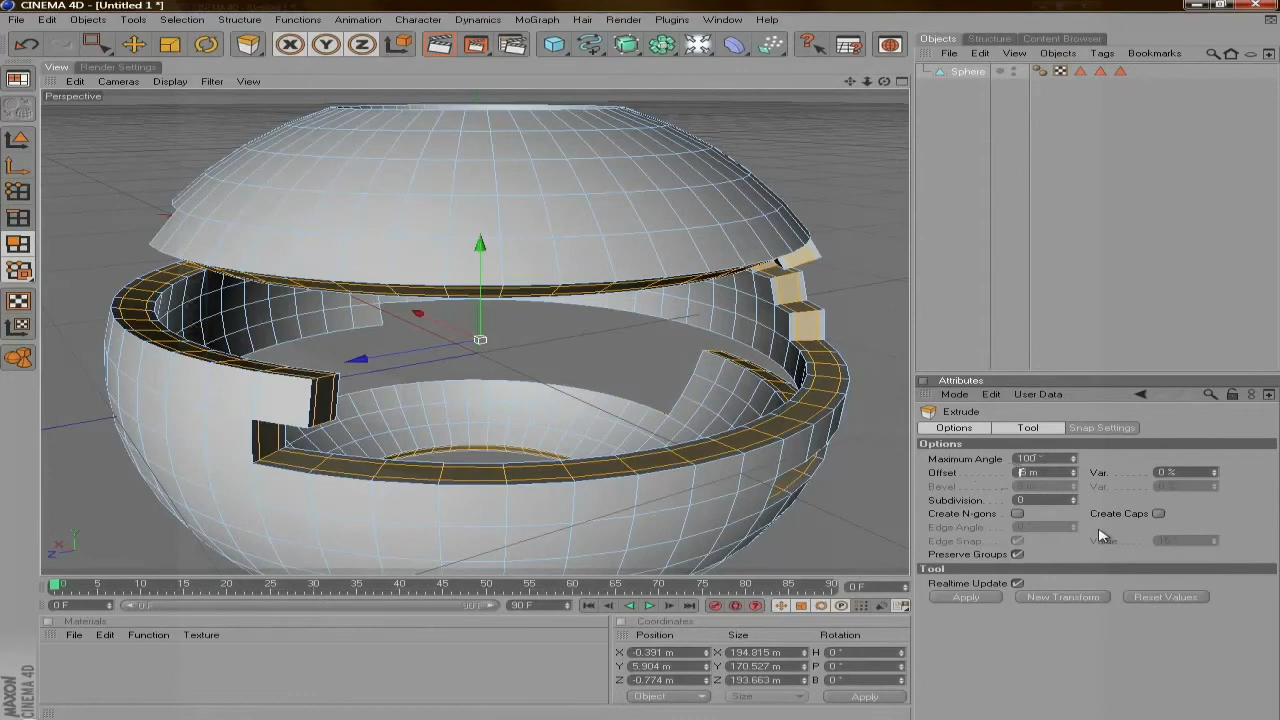 CINEMA 4D - [Untitled 1 *]
File Edit Objects Tools Selection Structure Functions Animation Character Dynamics MoGraph Hair Render Plugins Window Help
Objects Structure Content Browser
File Edit View Objects Tags Bookmarks
View Render Settings
Sphere
Edit Cameras Display Filter View
Perspective
Attributes
Mode Edit User Data
Extrude
Options Tool Snap Settings
Options
Maximum Angle 100 °
Offset 5 m Var. 0 %
Bevel Var.
Subdivision 0
Create N-gons Create Caps
Edge Angle
Edge Snap
Preserve Groups
Tool
Realtime Update
Apply New Transform Reset Values
Y
X
Z
0 5 10 15 20 25 30 35 40 45 50 55 60 65 70 75 80 85 90 0 F
0 F 0 F 90 F 90 F
Materials
File Edit Function Texture
Coordinates
Position Size Rotation
X -0.391 m X 194.815 m H 0 °
Y 5.904 m Y 170.527 m P 0 °
Z -0.774 m Z 193.663 m B 0 °
Object Size Apply
MAXON
CINEMA 4D